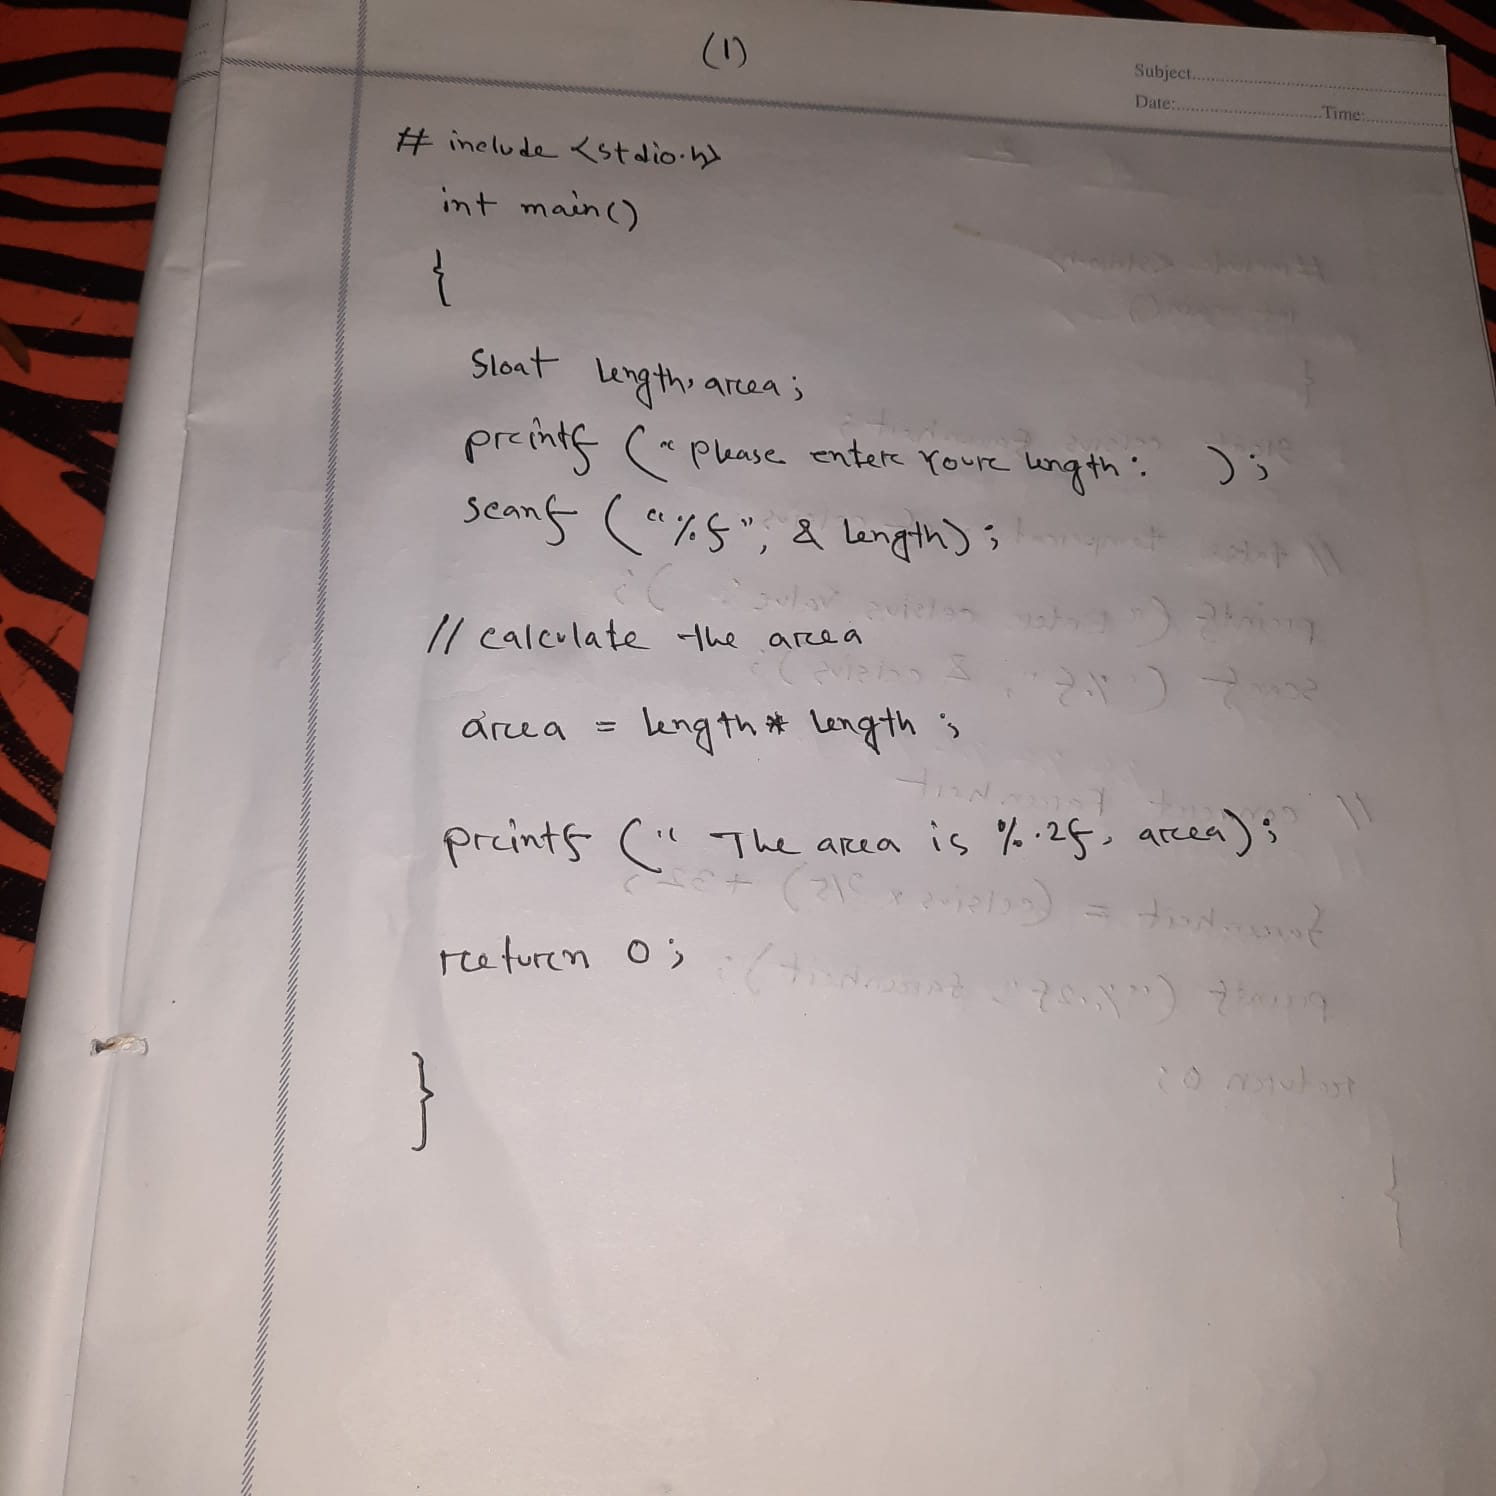 (1)
Subject
Date: Time:
# include <stdio.h>
int main()
{
float length, area;
printf (" please enter Your length: );
scanf ("%f", & length);
// calculate the area
area = length * length ;
printf (" The area is %.2f, area);
return 0;
}